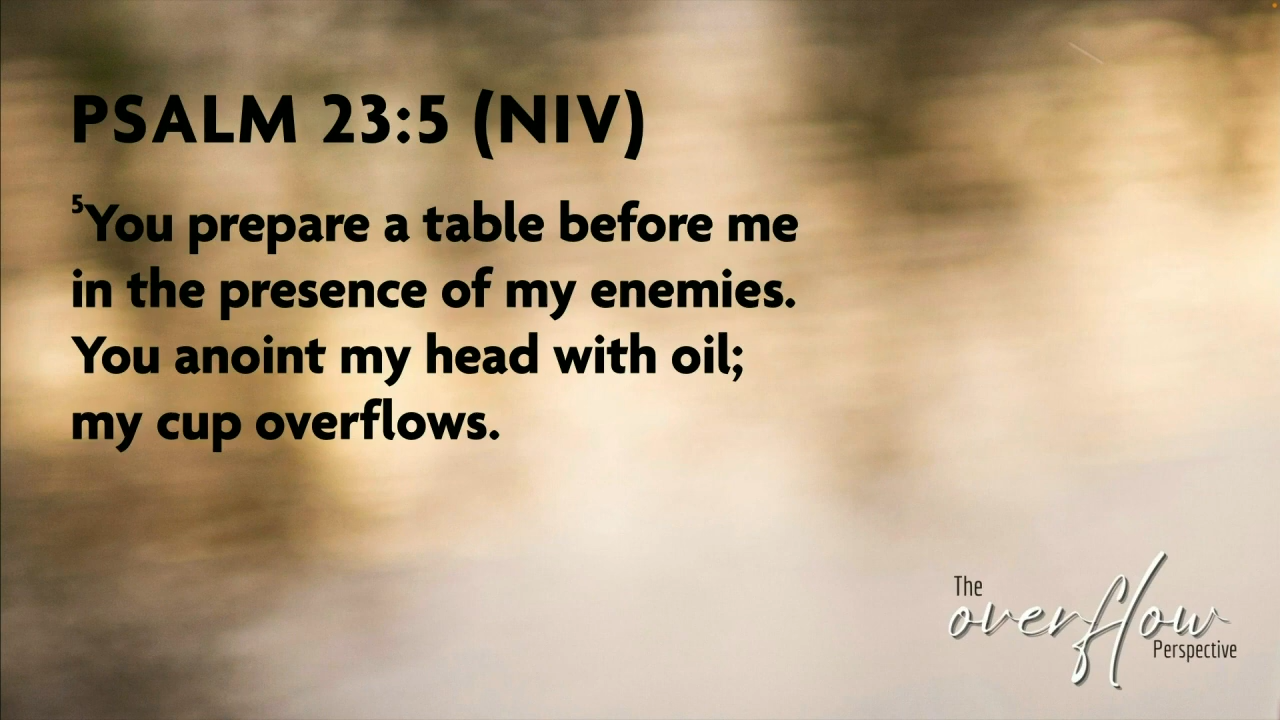 PSALM 23:5 (NIV)
⁵You prepare a table before me
in the presence of my enemies.
You anoint my head with oil;
my cup overflows.
The
overflow
Perspective